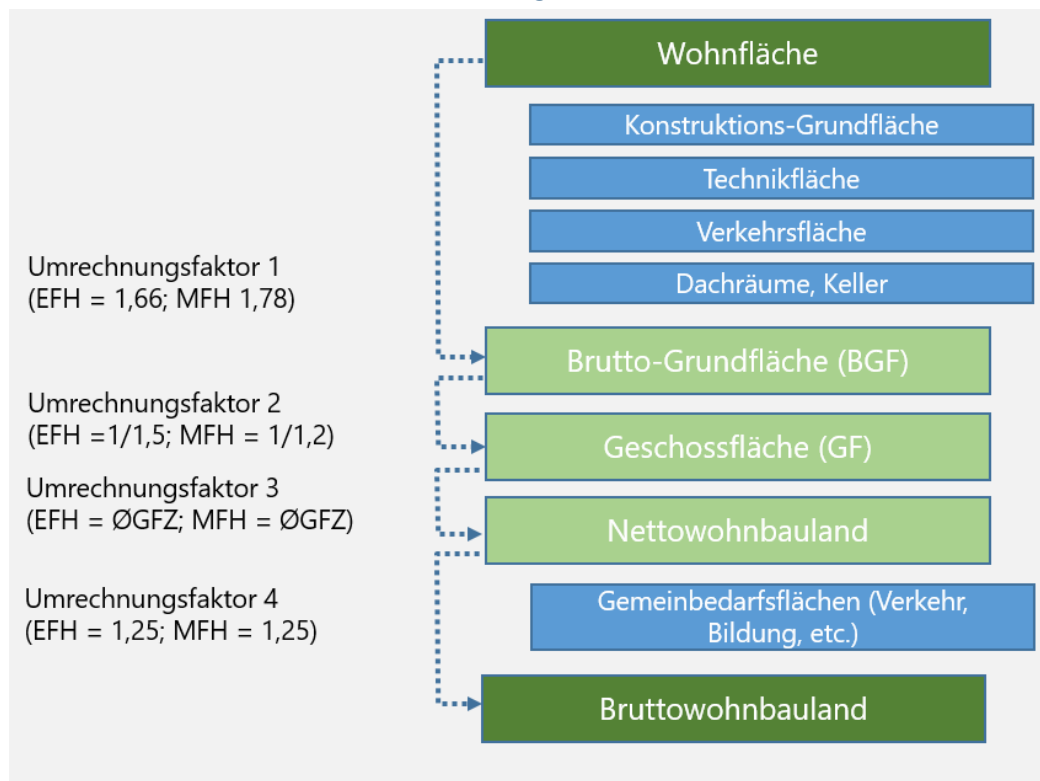 Wohnfläche
Konstruktions-Grundfläche
Technikfläche
Verkehrsfläche
Dachräume, Keller
Umrechnungsfaktor 1
(EFH = 1,66; MFH 1,78)
Brutto-Grundfläche (BGF)
Umrechnungsfaktor 2
(EFH =1/1,5; MFH = 1/1,2)
Geschossfläche (GF)
Umrechnungsfaktor 3
(EFH = ØGFZ; MFH = ØGFZ)
Nettowohnbauland
Umrechnungsfaktor 4
(EFH = 1,25; MFH = 1,25)
Gemeinbedarfsflächen (Verkehr,
Bildung, etc.)
Bruttowohnbauland